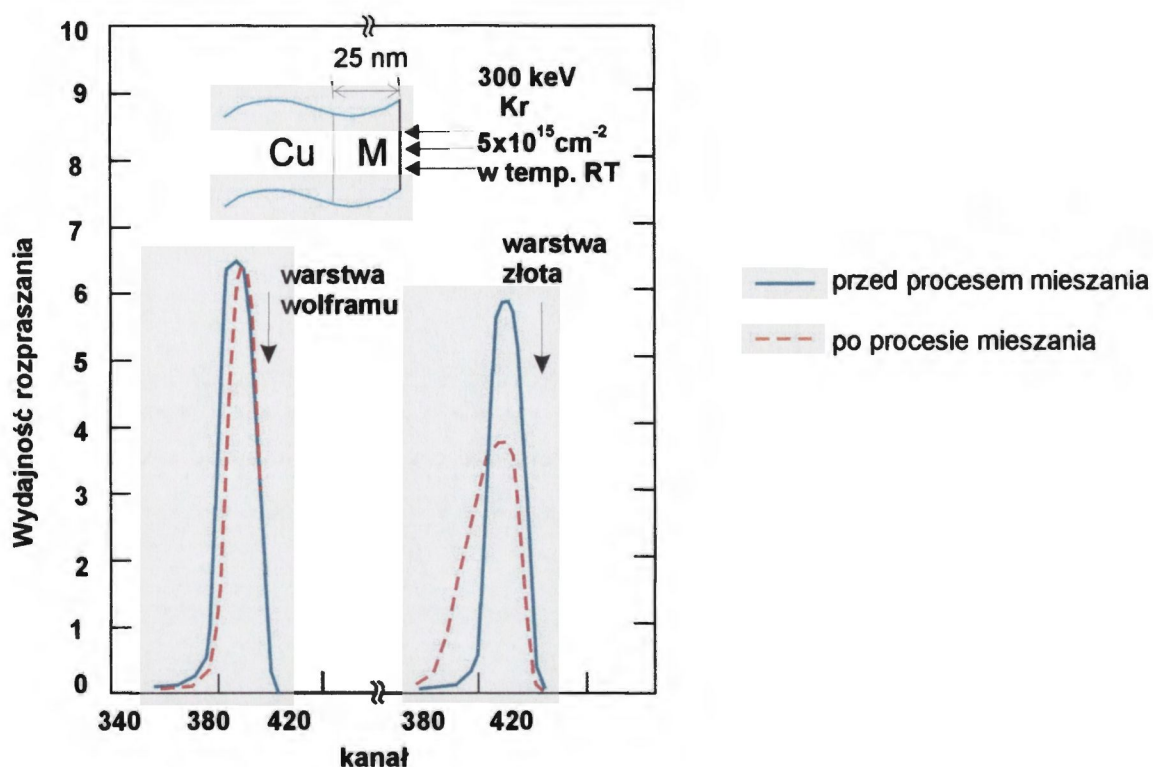 10
9
8
7
6
5
4
3
2
1
0
Wydajność rozpraszania
25 nm
300 keV
Kr
5x10¹⁵cm⁻²
w temp. RT
Cu
M
warstwa
wolframu
warstwa
złota
przed procesem mieszania
po procesie mieszania
340
380
420
380
420
kanał